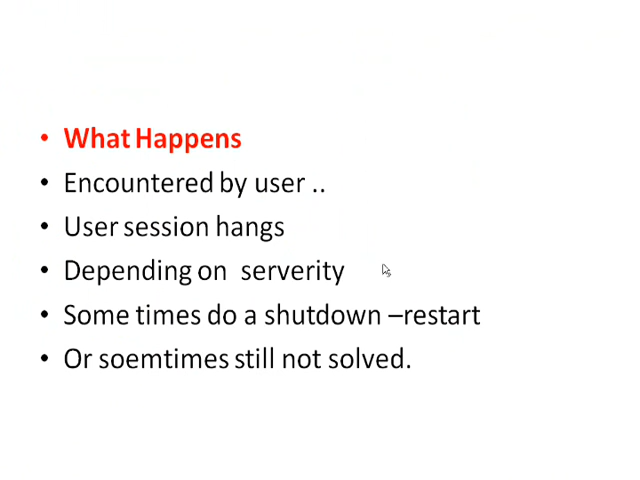 • What Happens
• Encountered by user ..
• User session hangs
• Depending on  serverity
• Some times do a shutdown –restart
• Or soemtimes still not solved.